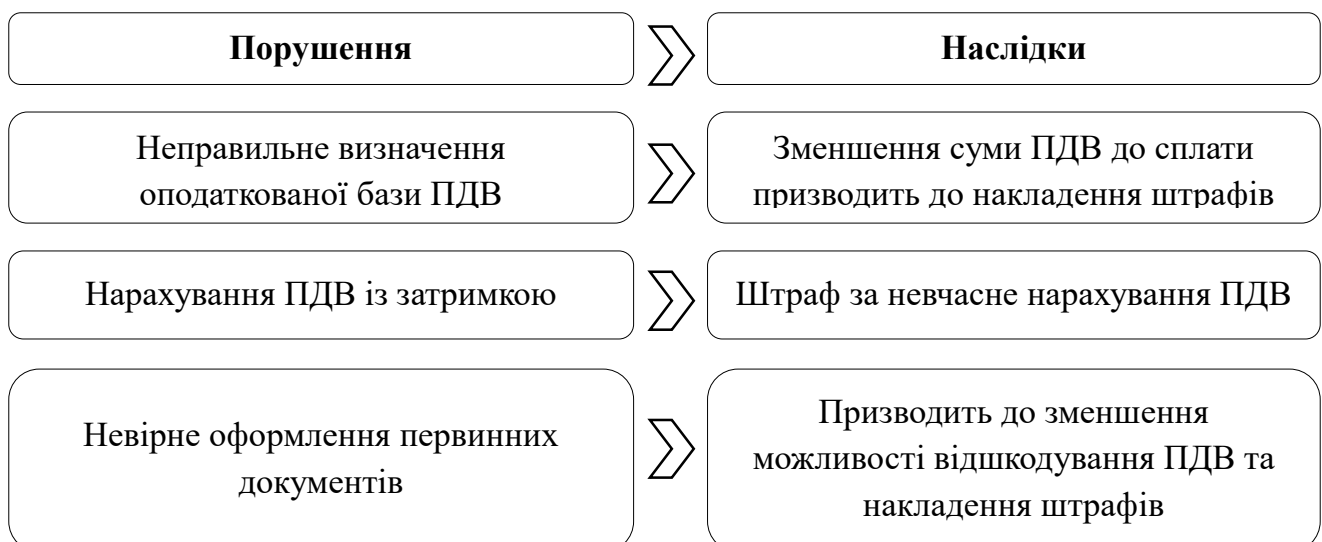 Порушення
Наслідки
Неправильне визначення
оподаткованої бази ПДВ
Зменшення суми ПДВ до сплати
призводить до накладення штрафів
Нарахування ПДВ із затримкою
Штраф за невчасне нарахування ПДВ
Невірне оформлення первинних
документів
Призводить до зменшення
можливості відшкодування ПДВ та
накладення штрафів